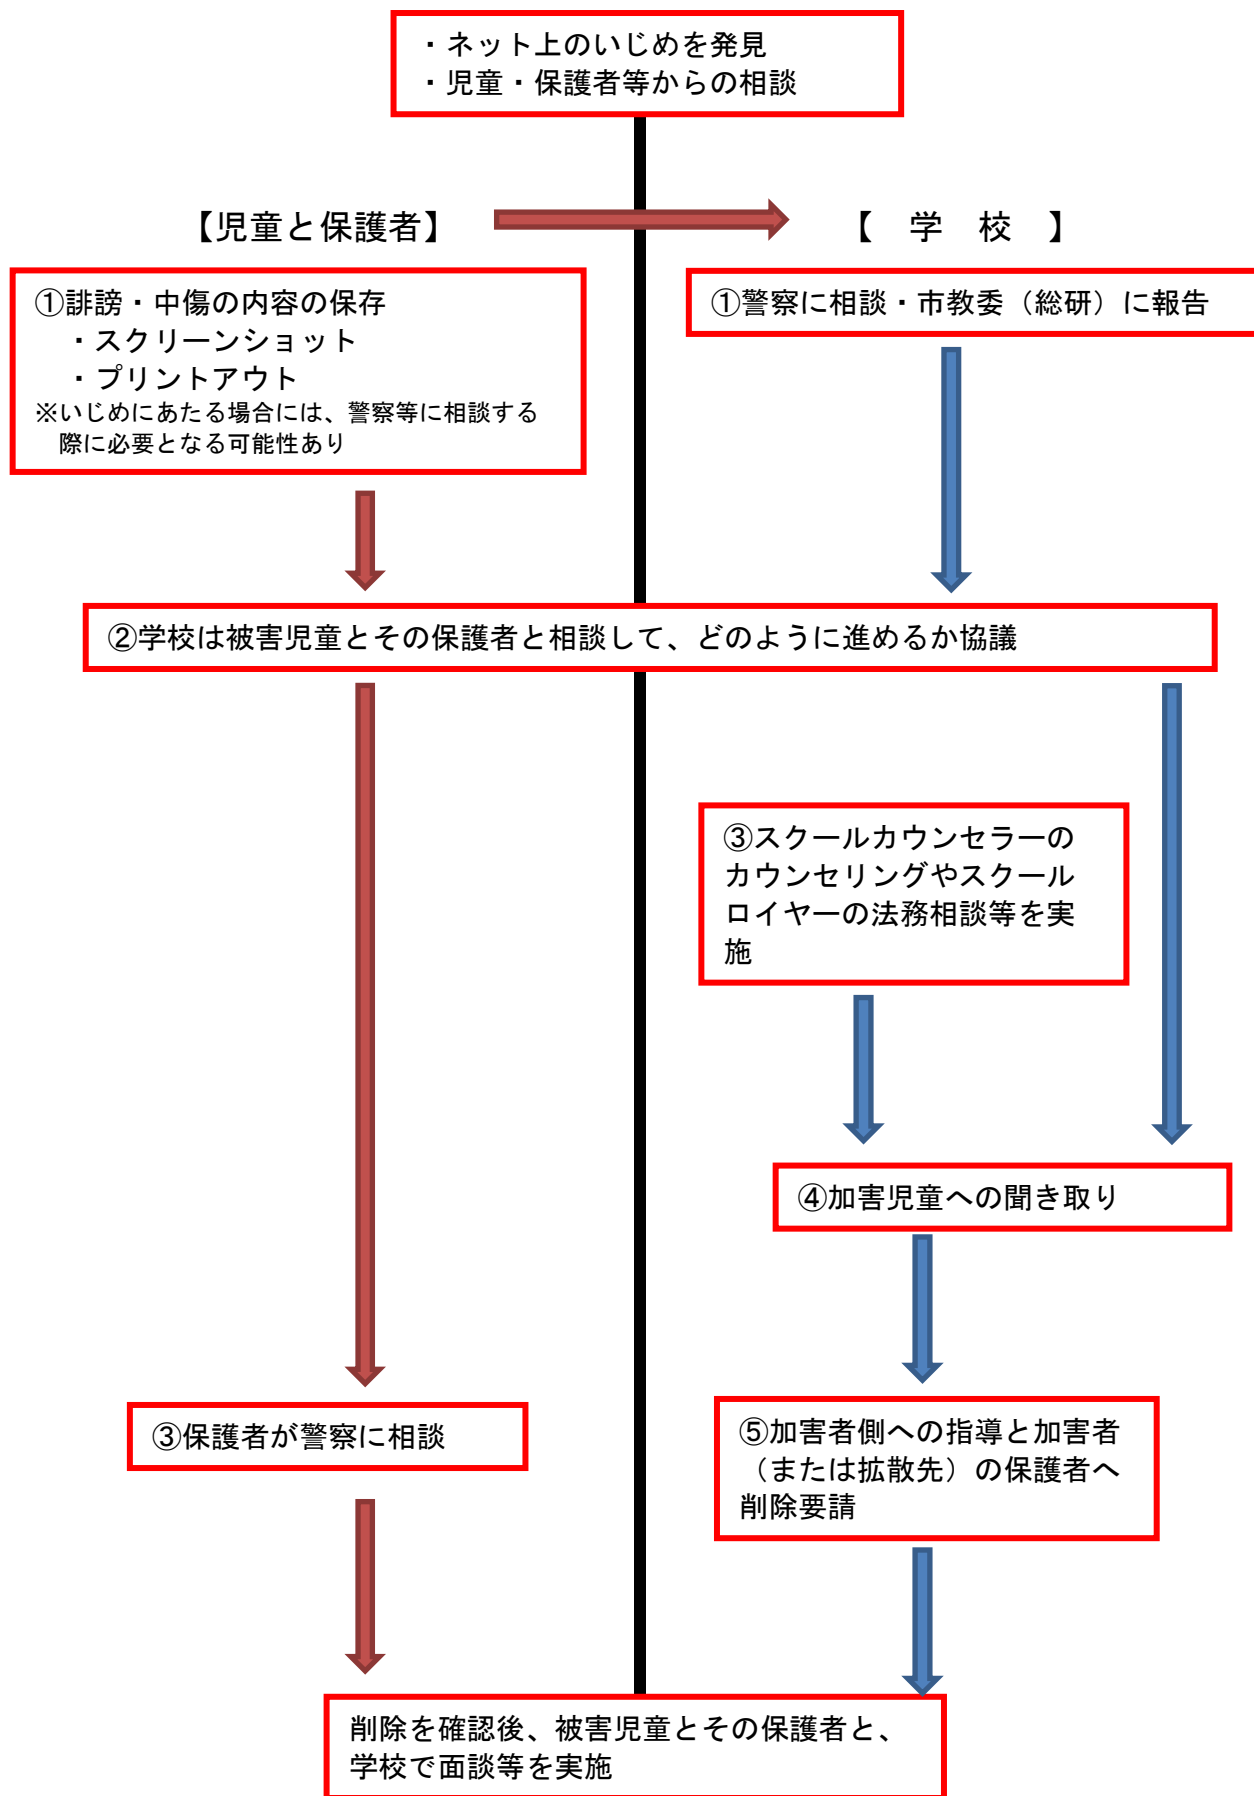 ・ネット上のいじめを発見
・児童・保護者等からの相談
【児童と保護者】
【　学　校　】
①誹謗・中傷の内容の保存
・スクリーンショット
・プリントアウト
※いじめにあたる場合には、警察等に相談する
際に必要となる可能性あり
①警察に相談・市教委（総研）に報告
②学校は被害児童とその保護者と相談して、どのように進めるか協議
③スクールカウンセラーの
カウンセリングやスクール
ロイヤーの法務相談等を実
施
④加害児童への聞き取り
③保護者が警察に相談
⑤加害者側への指導と加害者
（または拡散先）の保護者へ
削除要請
削除を確認後、被害児童とその保護者と、
学校で面談等を実施